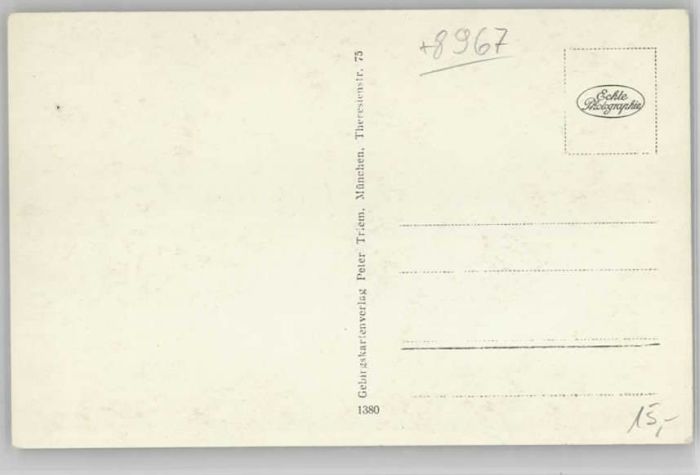 +8967
Echte
Photographie
Gebirgskartenverlag Peter Triem, München, Theresienstr. 75
1380
15,-